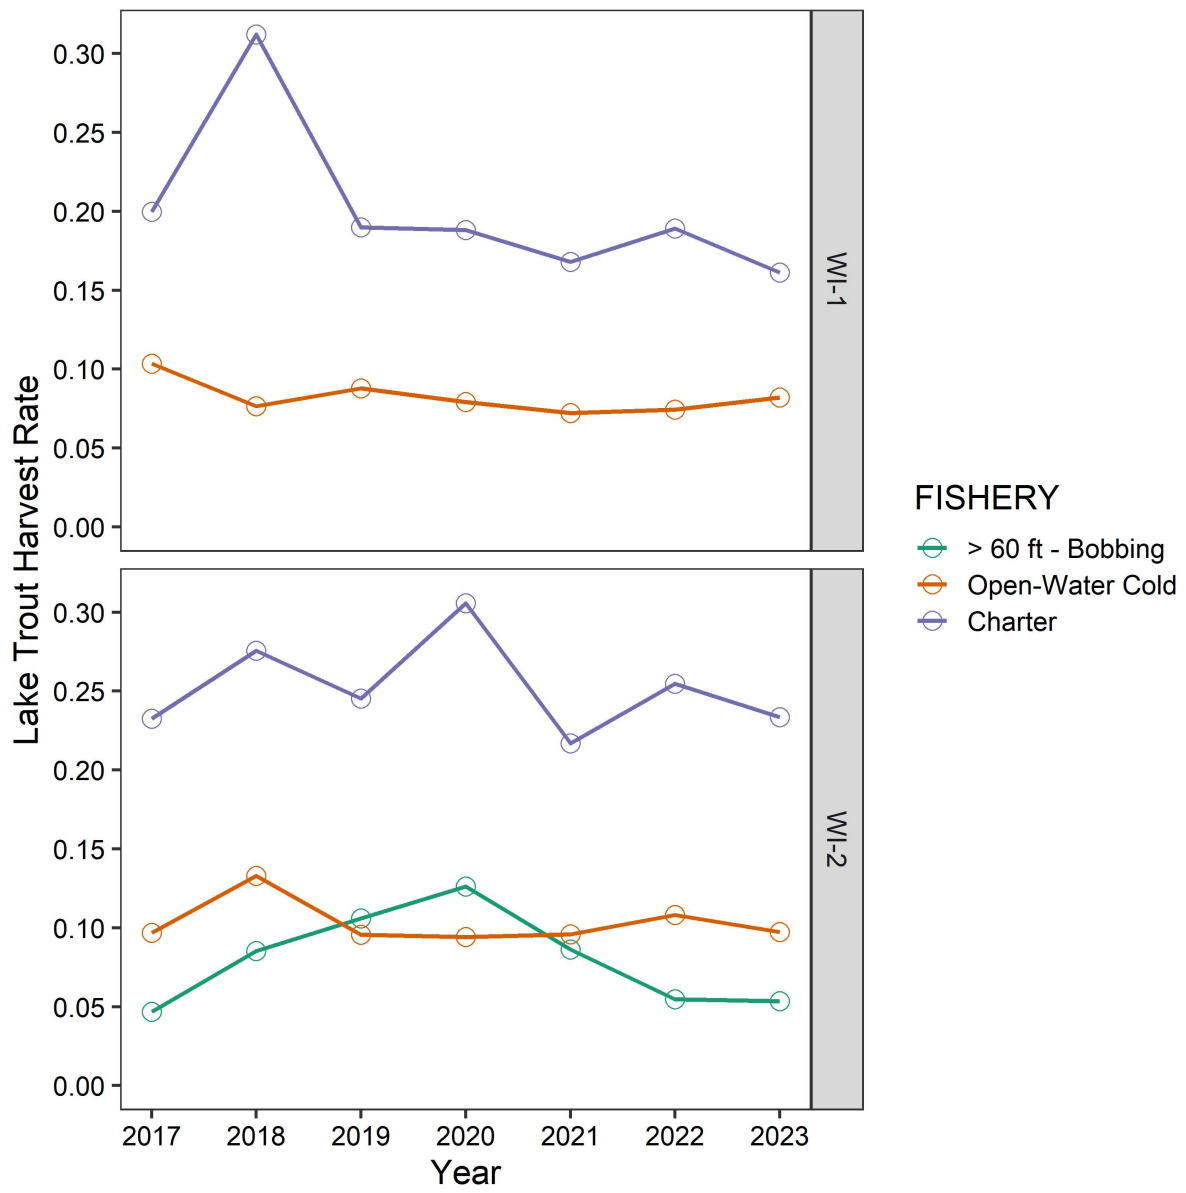 Lake Trout Harvest Rate
0.30
0.25
0.20
0.15
0.10
0.05
0.00
WI-1
0.30
0.25
0.20
0.15
0.10
0.05
0.00
WI-2
2017 2018 2019 2020 2021 2022 2023
Year
FISHERY
> 60 ft - Bobbing
Open-Water Cold
Charter